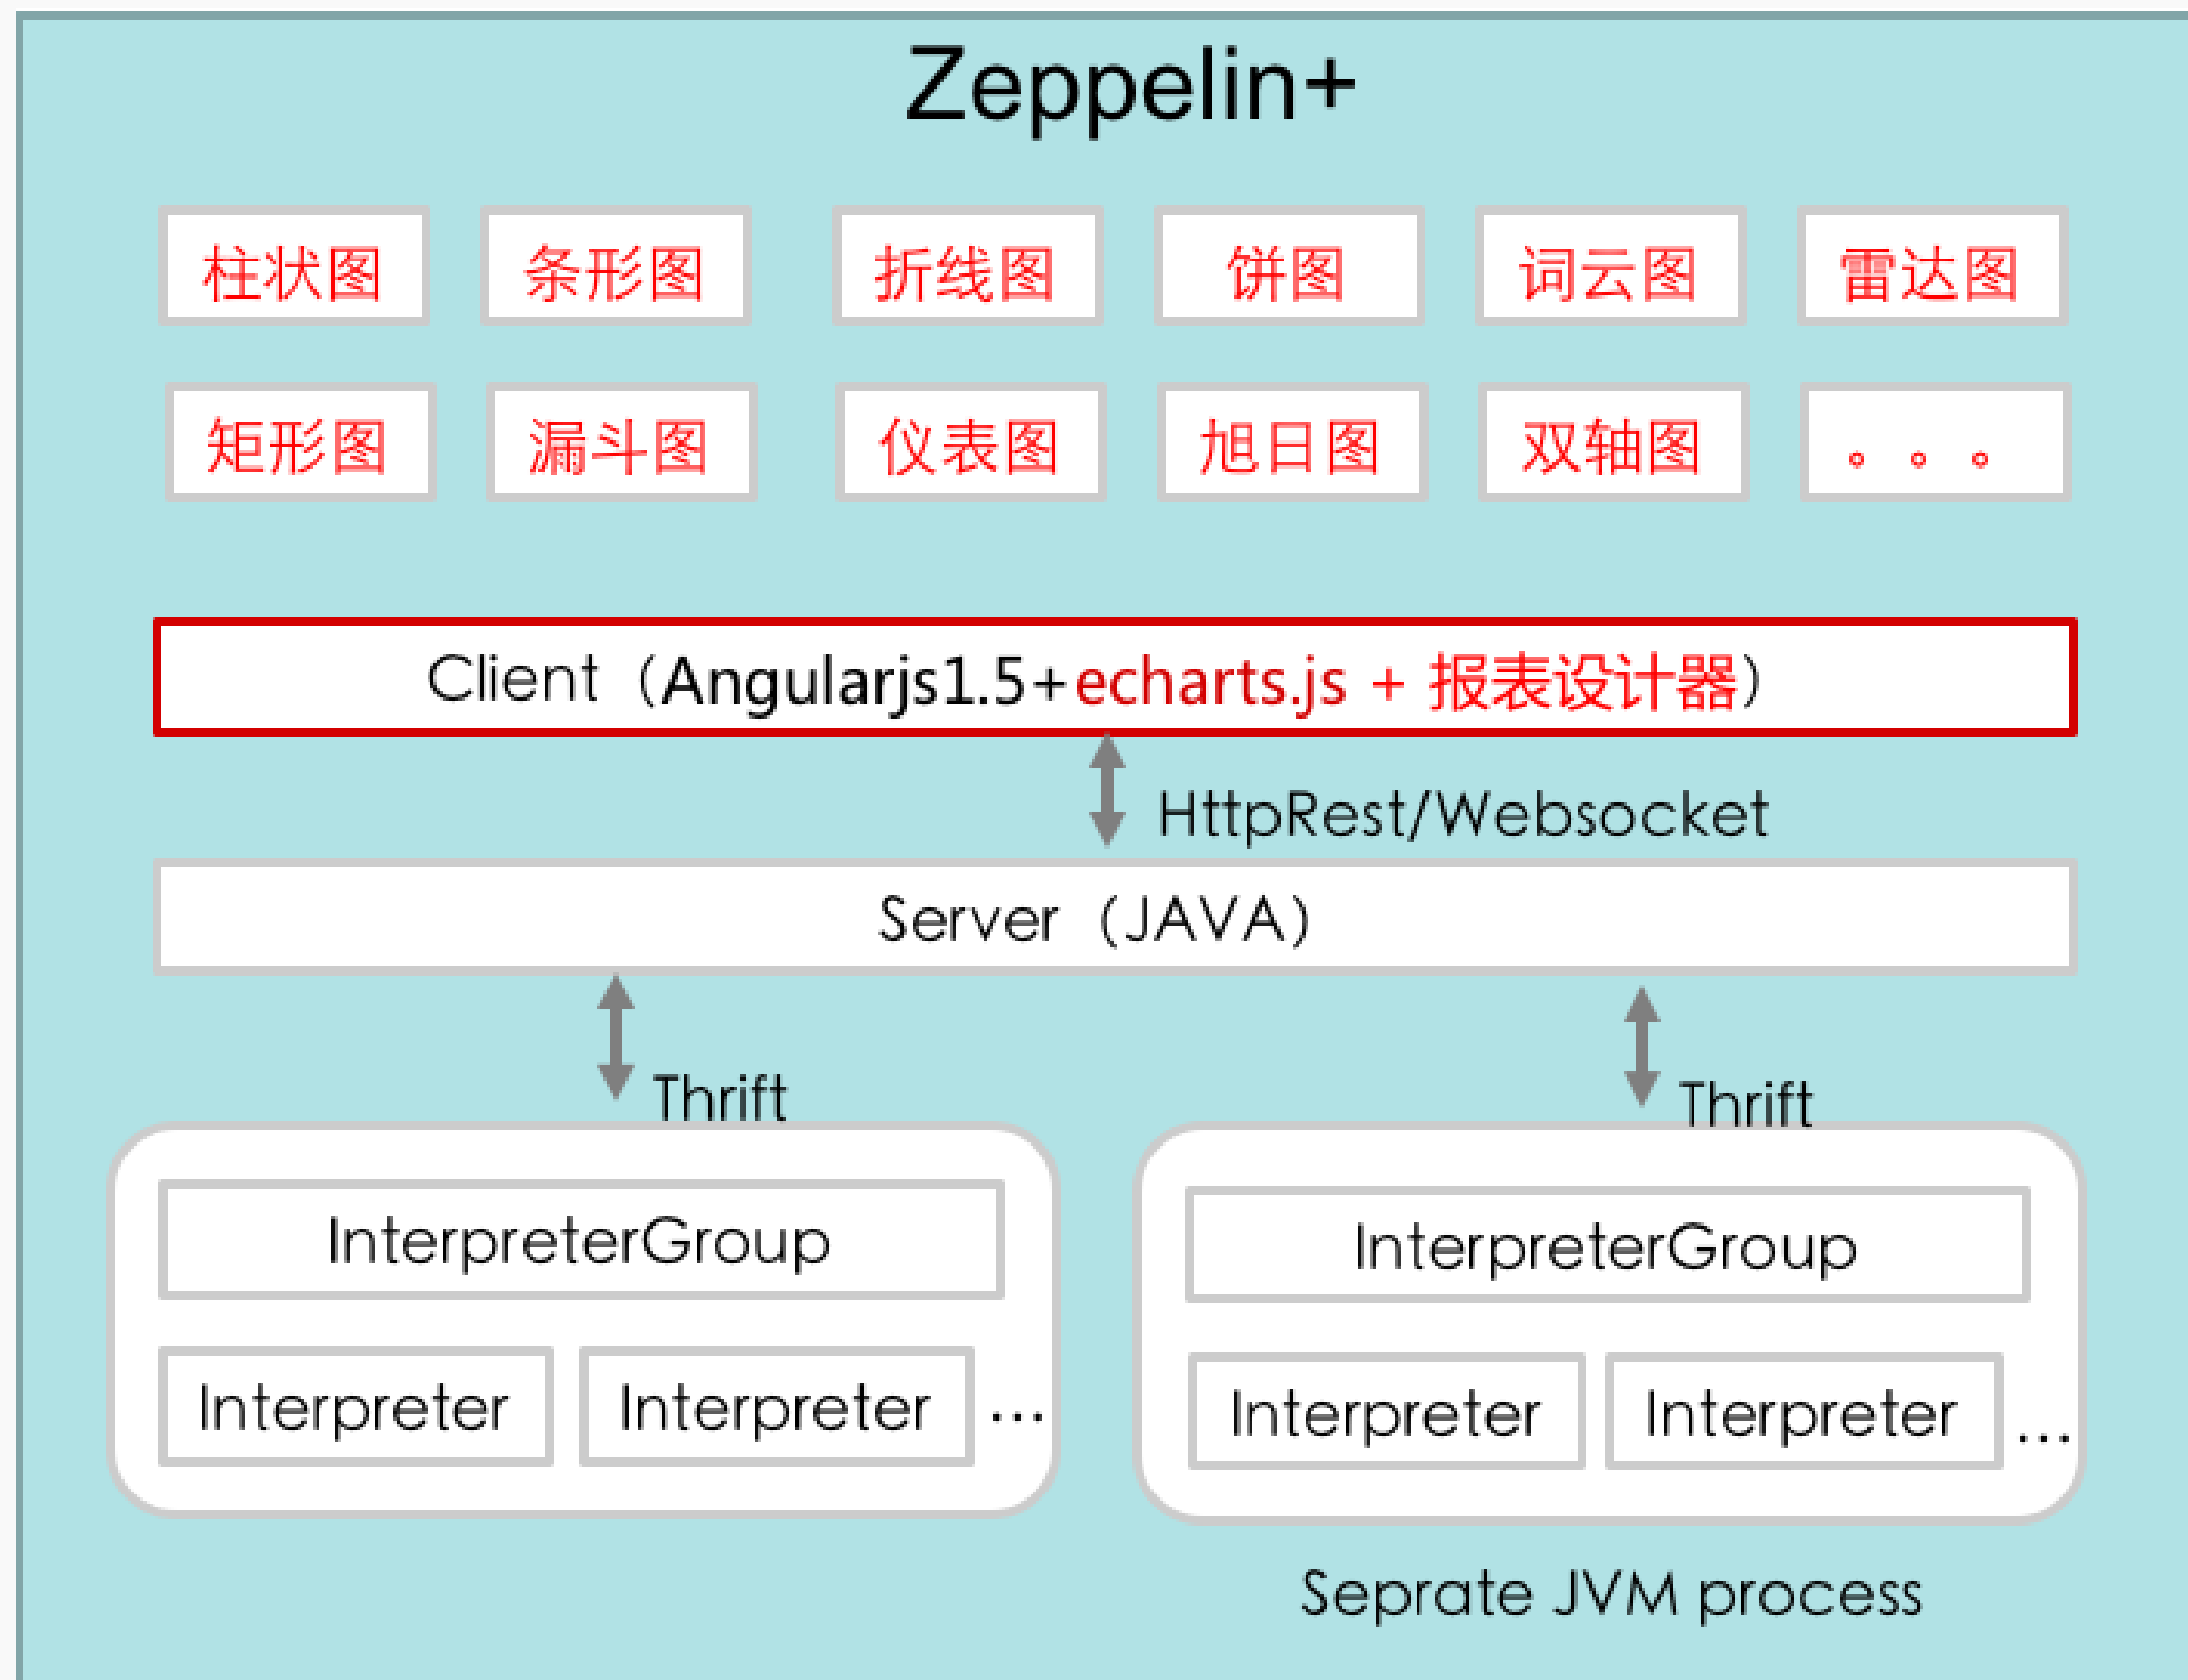 Zeppelin+
柱状图 条形图 折线图 饼图 词云图 雷达图
矩形图 漏斗图 仪表图 旭日图 双轴图 。。。
Client（Angularjs1.5+echarts.js + 报表设计器）
HttpRest/Websocket
Server（JAVA）
Thrift Thrift
InterpreterGroup InterpreterGroup
Interpreter Interpreter ... Interpreter Interpreter ...
Seprate JVM process